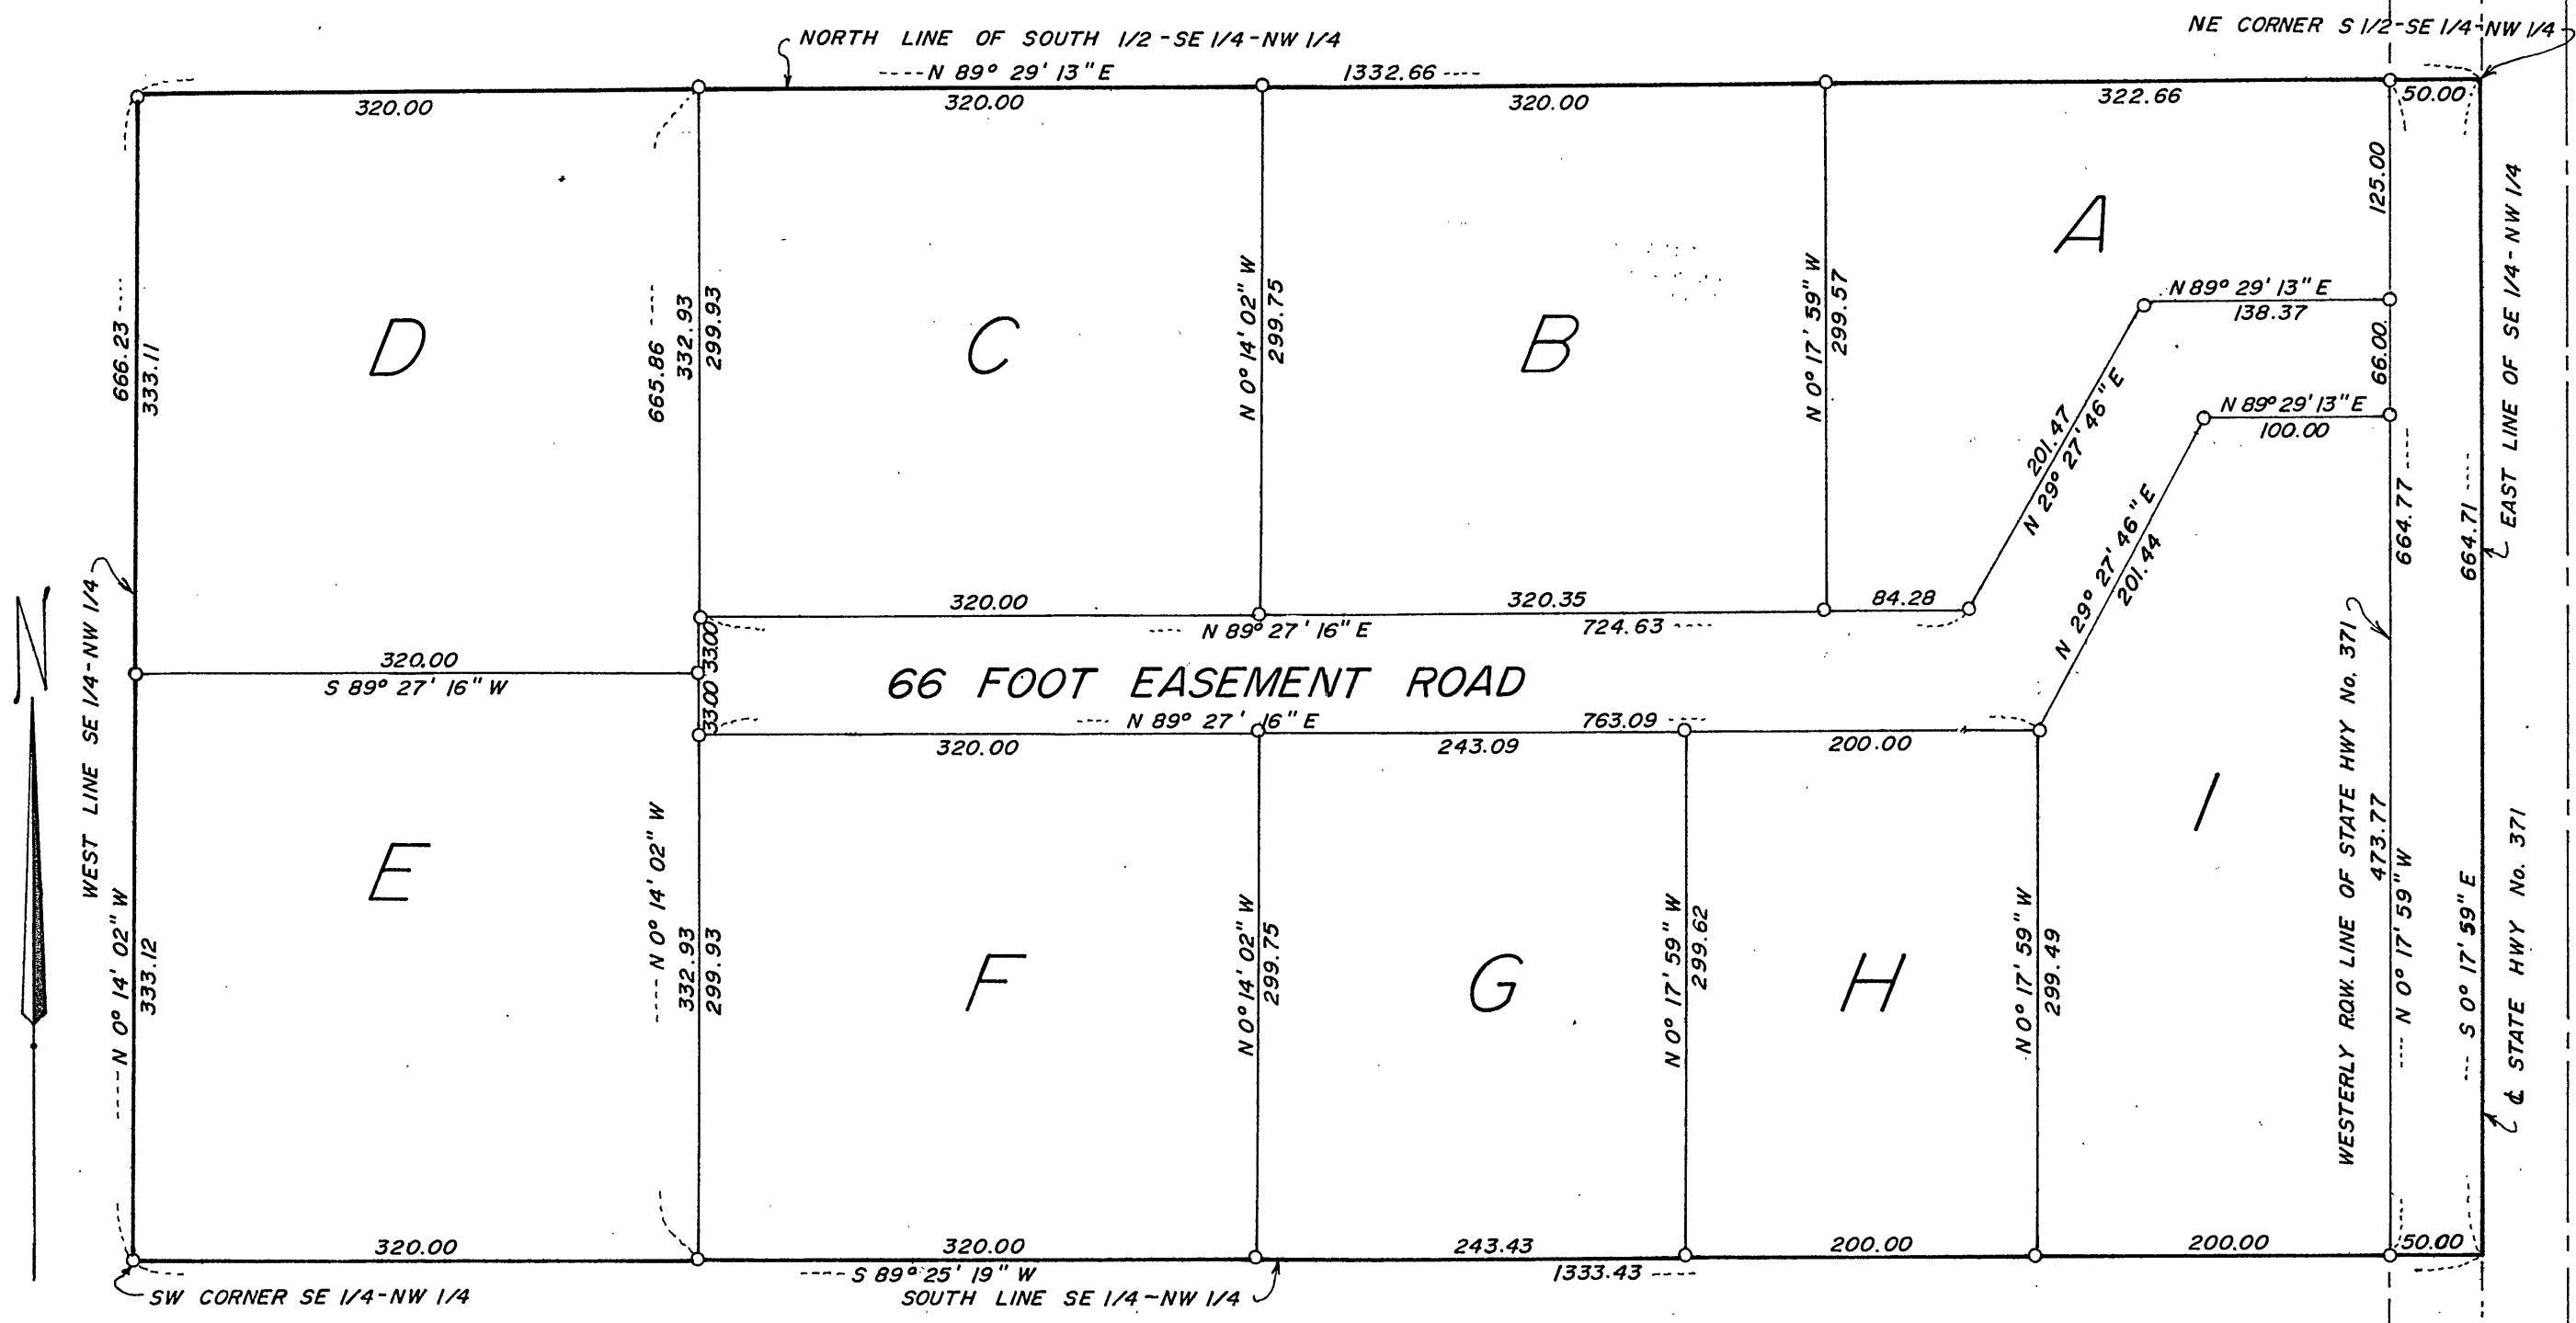 NORTH LINE OF SOUTH 1/2 - SE 1/4 - NW 1/4
NE CORNER S 1/2 - SE 1/4 - NW 1/4
----N 89° 29' 13" E
1332.66 ----
320.00
320.00
320.00
322.66
50.00
125.00
A
EAST LINE OF SE 1/4 - NW 1/4
N 89° 29' 13" E
138.37
66.00
666.23 ----
333.11
D
665.86 ----
332.93
299.93
C
N 0° 14' 02" W
299.75
B
N 0° 17' 59" W
299.57
201.47
N 29° 27' 46" E
N 89° 29' 13" E
100.00
N 29° 27' 46" E
201.44
664.77 ----
664.71 ----
N
WEST LINE SE 1/4 - NW 1/4
320.00
320.35
84.28
---- N 89° 27' 16" E
724.63 ----
33.00
320.00
S 89° 27' 16" W
66 FOOT EASEMENT ROAD
33.00
---- N 89° 27' 16" E
763.09 ----
320.00
243.09
200.00
WESTERLY R.O.W. LINE OF STATE HWY No. 371
473.77
I
E
---- N 0° 14' 02" W
333.12
---- N 0° 14' 02" W
332.93
299.93
F
N 0° 14' 02" W
299.75
G
N 0° 17' 59" W
299.62
H
N 0° 17' 59" W
299.49
---- N 0° 17' 59" W
---- S 0° 17' 59" E
℄ STATE HWY No. 371
320.00
320.00
243.43
200.00
200.00
50.00
---- S 89° 25' 19" W
1333.43 ----
SW CORNER SE 1/4 - NW 1/4
SOUTH LINE SE 1/4 - NW 1/4